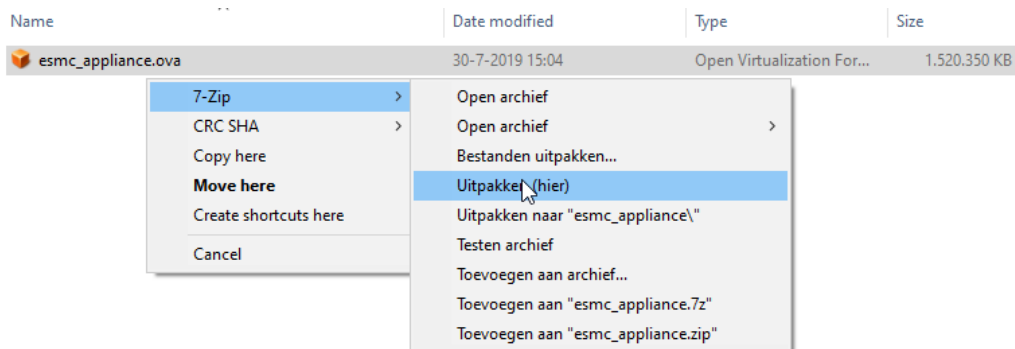 Name Date modified Type Size
esmc_appliance.ova 30-7-2019 15:04 Open Virtualization For... 1.520.350 KB
7-Zip
CRC SHA
Copy here
Move here
Create shortcuts here
Cancel
Open archief
Open archief
Bestanden uitpakken...
Uitpakken (hier)
Uitpakken naar "esmc_appliance\"
Testen archief
Toevoegen aan archief...
Toevoegen aan "esmc_appliance.7z"
Toevoegen aan "esmc_appliance.zip"